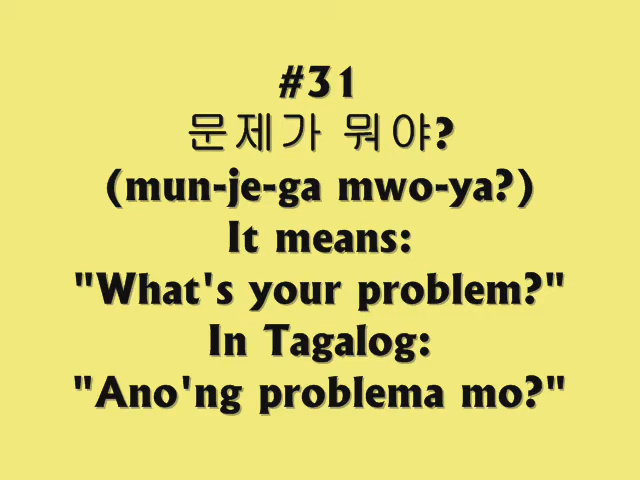 #31
문제가 뭐야?
(mun-je-ga mwo-ya?)
It means:
"What's your problem?"
In Tagalog:
"Ano'ng problema mo?"